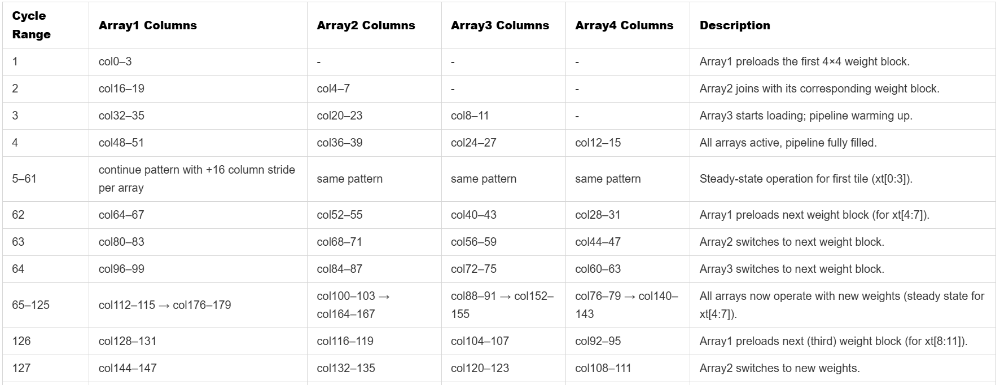 Cycle Range | Array1 Columns | Array2 Columns | Array3 Columns | Array4 Columns | Description
1 | col0–3 | - | - | - | Array1 preloads the first 4×4 weight block.
2 | col16–19 | col4–7 | - | - | Array2 joins with its corresponding weight block.
3 | col32–35 | col20–23 | col8–11 | - | Array3 starts loading; pipeline warming up.
4 | col48–51 | col36–39 | col24–27 | col12–15 | All arrays active, pipeline fully filled.
5–61 | continue pattern with +16 column stride per array | same pattern | same pattern | same pattern | Steady-state operation for first tile (xt[0:3]).
62 | col64–67 | col52–55 | col40–43 | col28–31 | Array1 preloads next weight block (for xt[4:7]).
63 | col80–83 | col68–71 | col56–59 | col44–47 | Array2 switches to next weight block.
64 | col96–99 | col84–87 | col72–75 | col60–63 | Array3 switches to next weight block.
65–125 | col112–115 → col176–179 | col100–103 → col164–167 | col88–91 → col152–155 | col76–79 → col140–143 | All arrays now operate with new weights (steady state for xt[4:7]).
126 | col128–131 | col116–119 | col104–107 | col92–95 | Array1 preloads next (third) weight block (for xt[8:11]).
127 | col144–147 | col132–135 | col120–123 | col108–111 | Array2 switches to new weights.